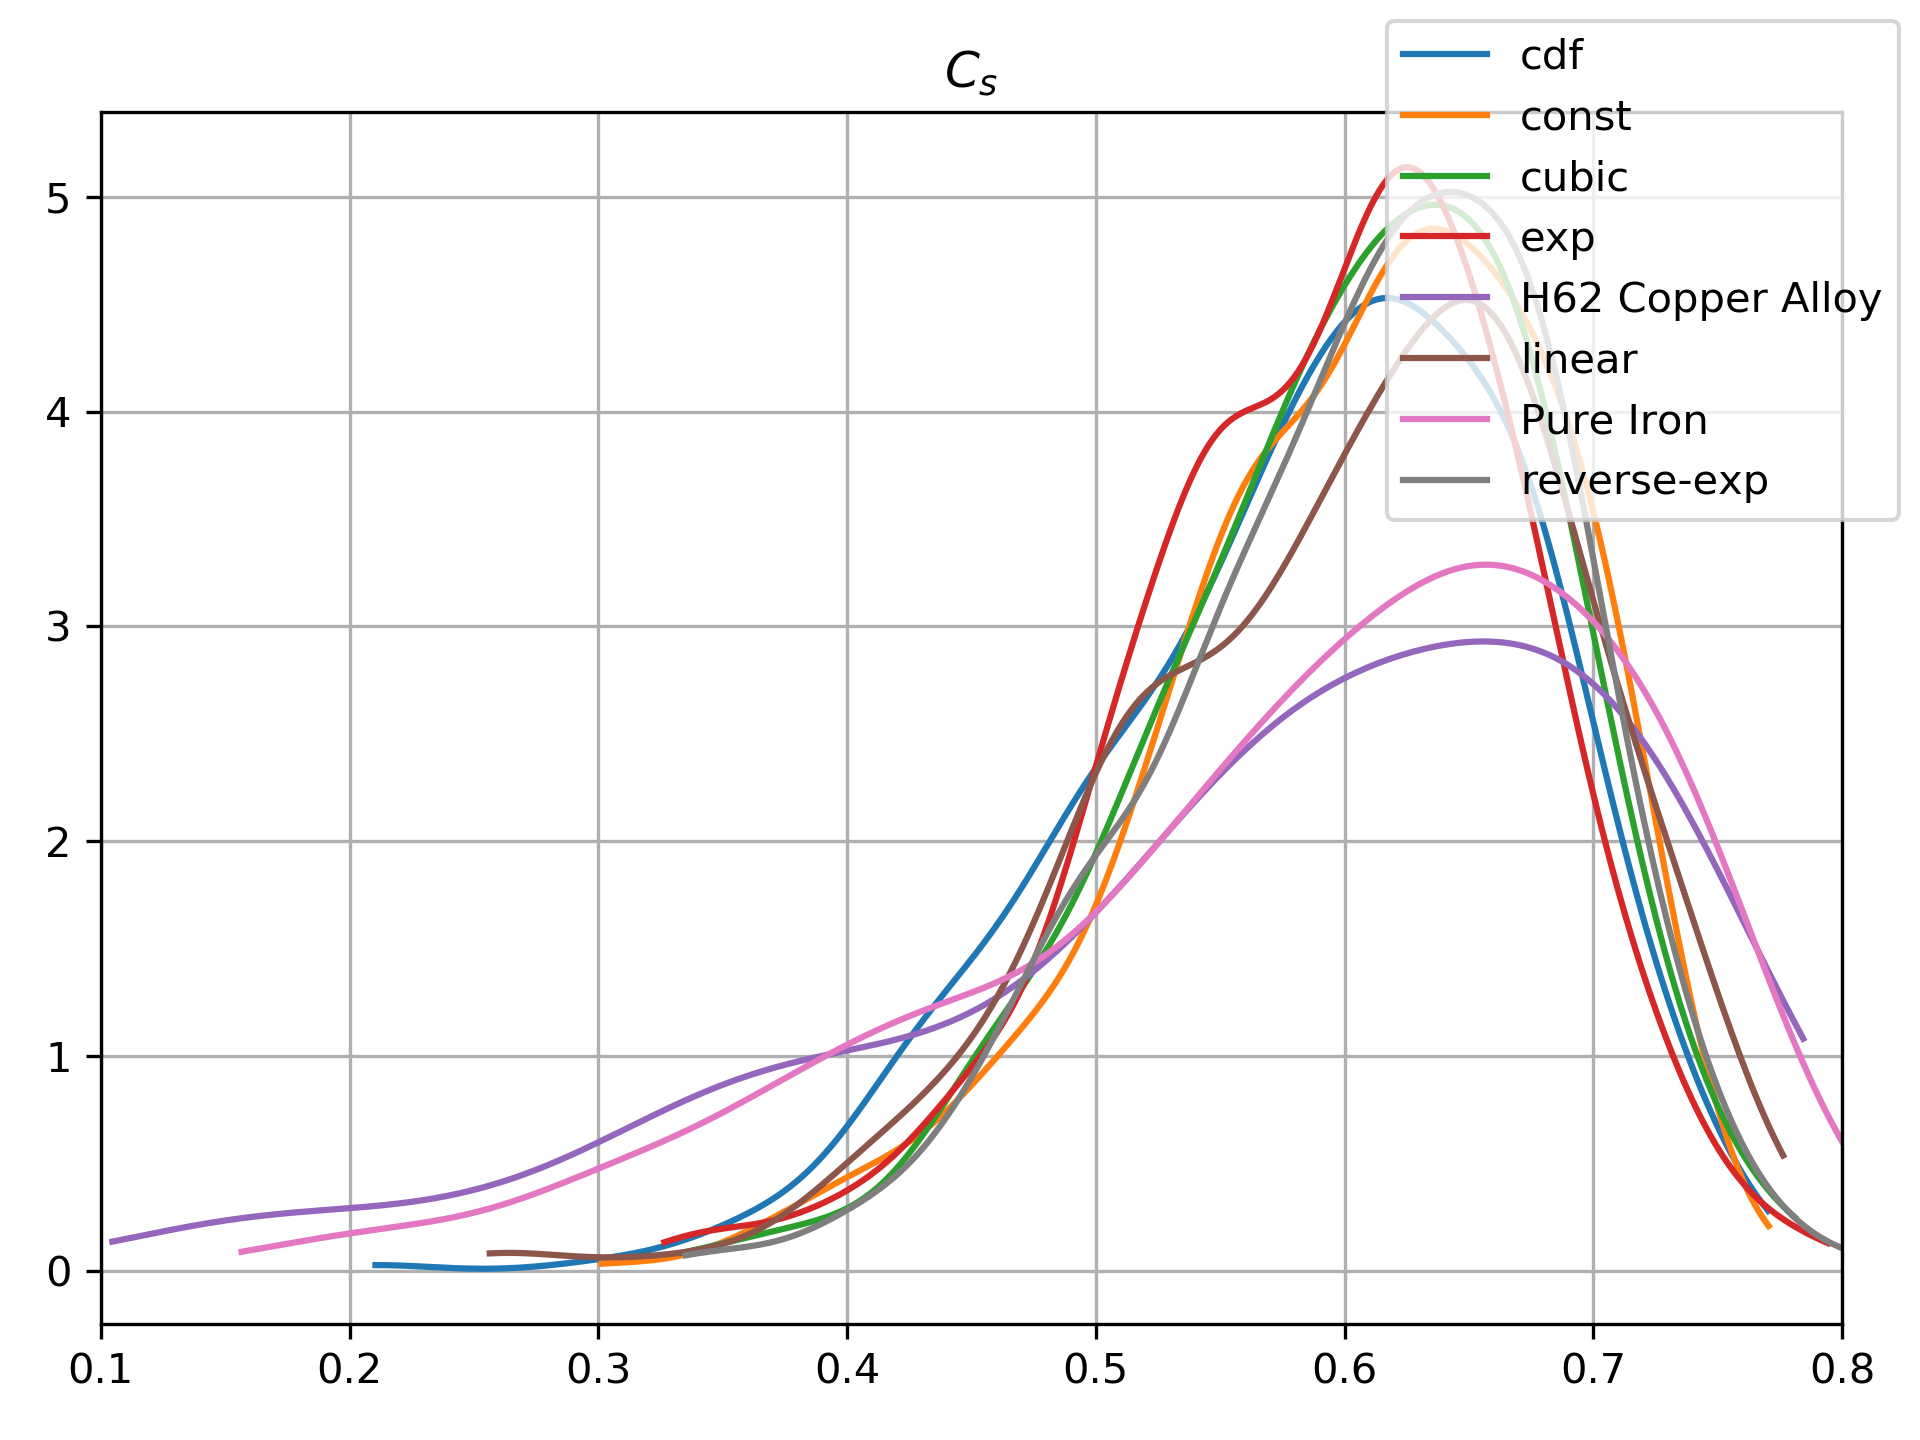 C_s
cdf
const
cubic
exp
H62 Copper Alloy
linear
Pure Iron
reverse-exp
5
4
3
2
1
0
0.1 0.2 0.3 0.4 0.5 0.6 0.7 0.8